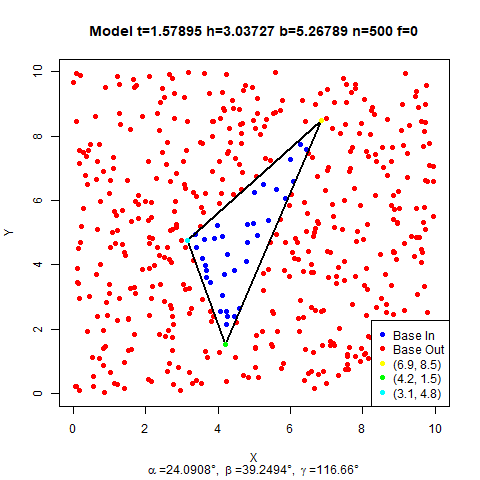 Model t=1.57895 h=3.03727 b=5.26789 n=500 f=0
10
8
6
4
2
0
Y
0 2 4 6 8 10
X
Base In
Base Out
(6.9, 8.5)
(4.2, 1.5)
(3.1, 4.8)
α =24.0908°, β =39.2494°, γ =116.66°